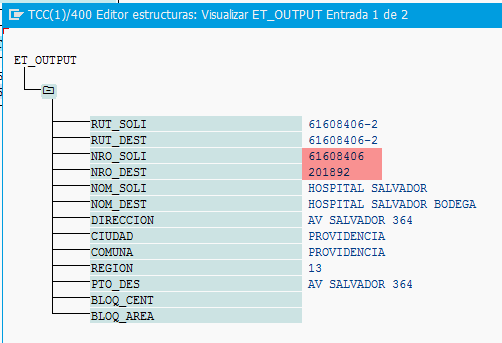 TCC(1)/400 Editor estructuras: Visualizar ET_OUTPUT Entrada 1 de 2
ET_OUTPUT
RUT_SOLI 61608406-2
RUT_DEST 61608406-2
NRO_SOLI 61608406
NRO_DEST 201892
NOM_SOLI HOSPITAL SALVADOR
NOM_DEST HOSPITAL SALVADOR BODEGA
DIRECCION AV SALVADOR 364
CIUDAD PROVIDENCIA
COMUNA PROVIDENCIA
REGION 13
PTO_DES AV SALVADOR 364
BLOQ_CENT
BLOQ_AREA